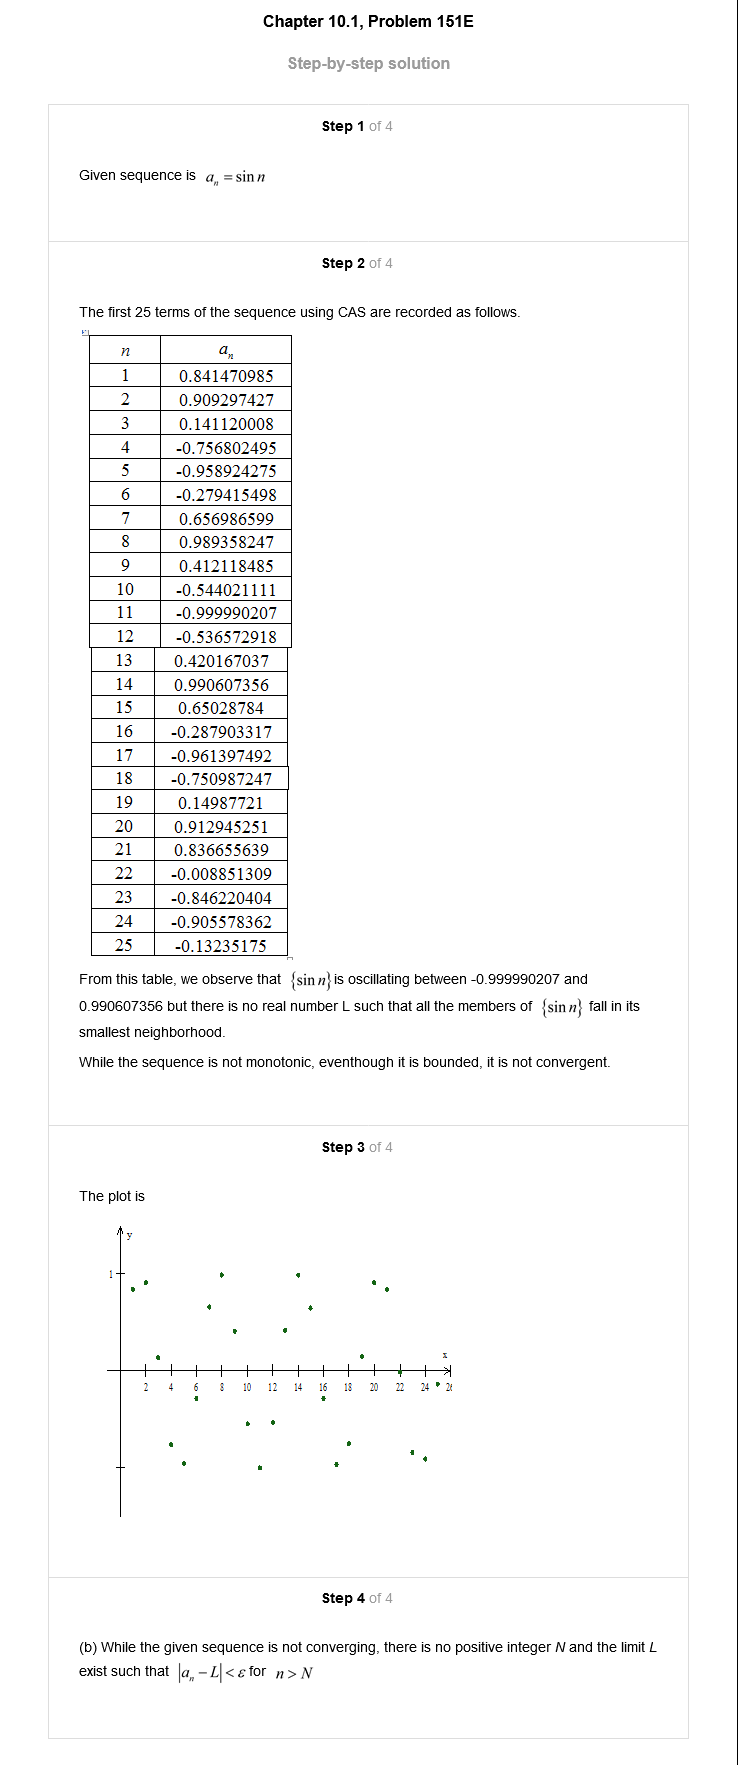 Chapter 10.1, Problem 151E
Step-by-step solution
Step 1 of 4
Given sequence is aₙ = sin n
Step 2 of 4
The first 25 terms of the sequence using CAS are recorded as follows.
n aₙ
1 0.841470985
2 0.909297427
3 0.141120008
4 -0.756802495
5 -0.958924275
6 -0.279415498
7 0.656986599
8 0.989358247
9 0.412118485
10 -0.544021111
11 -0.999990207
12 -0.536572918
13 0.420167037
14 0.990607356
15 0.65028784
16 -0.287903317
17 -0.961397492
18 -0.750987247
19 0.14987721
20 0.912945251
21 0.836655639
22 -0.008851309
23 -0.846220404
24 -0.905578362
25 -0.13235175
From this table, we observe that {sin n} is oscillating between -0.999990207 and
0.990607356 but there is no real number L such that all the members of {sin n} fall in its
smallest neighborhood.
While the sequence is not monotonic, eventhough it is bounded, it is not convergent.
Step 3 of 4
The plot is
y
1
x
2 4 6 8 10 12 14 16 18 20 22 24 26
Step 4 of 4
(b) While the given sequence is not converging, there is no positive integer N and the limit L
exist such that |aₙ − L| < ε for n > N